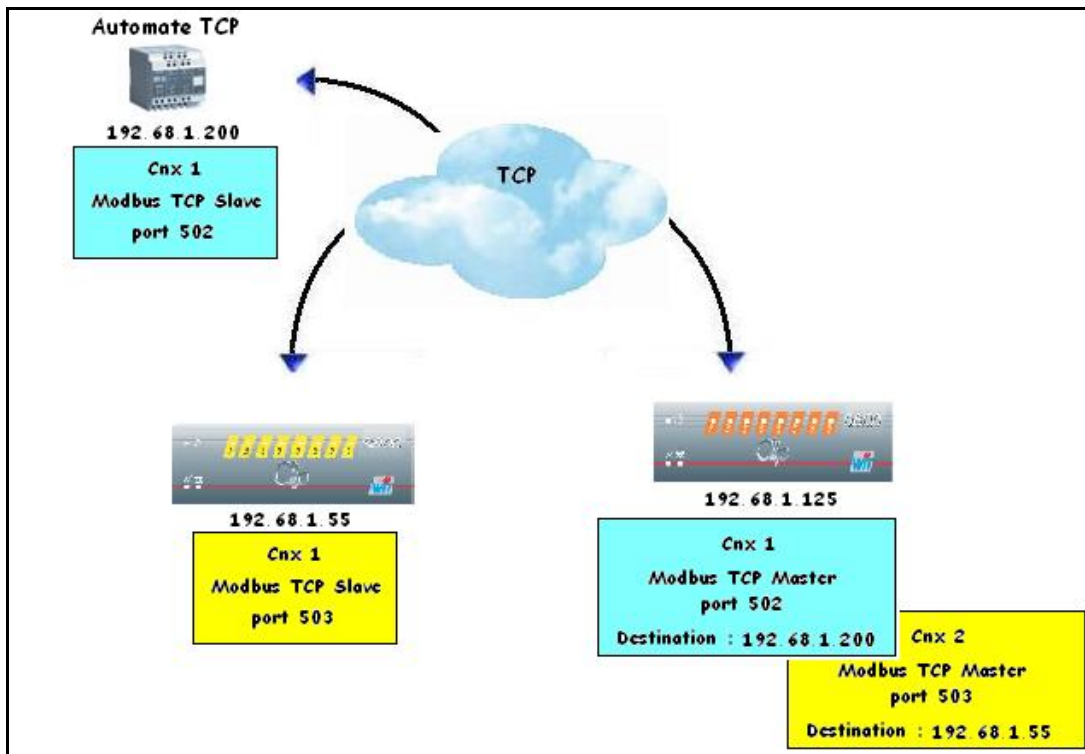 Automate TCP
192.68.1.200
Cnx 1
Modbus TCP Slave
port 502
TCP
192.68.1.55
Cnx 1
Modbus TCP Slave
port 503
192.68.1.125
Cnx 1
Modbus TCP Master
port 502
Destination : 192.68.1.200
Cnx 2
Modbus TCP Master
port 503
Destination : 192.68.1.55